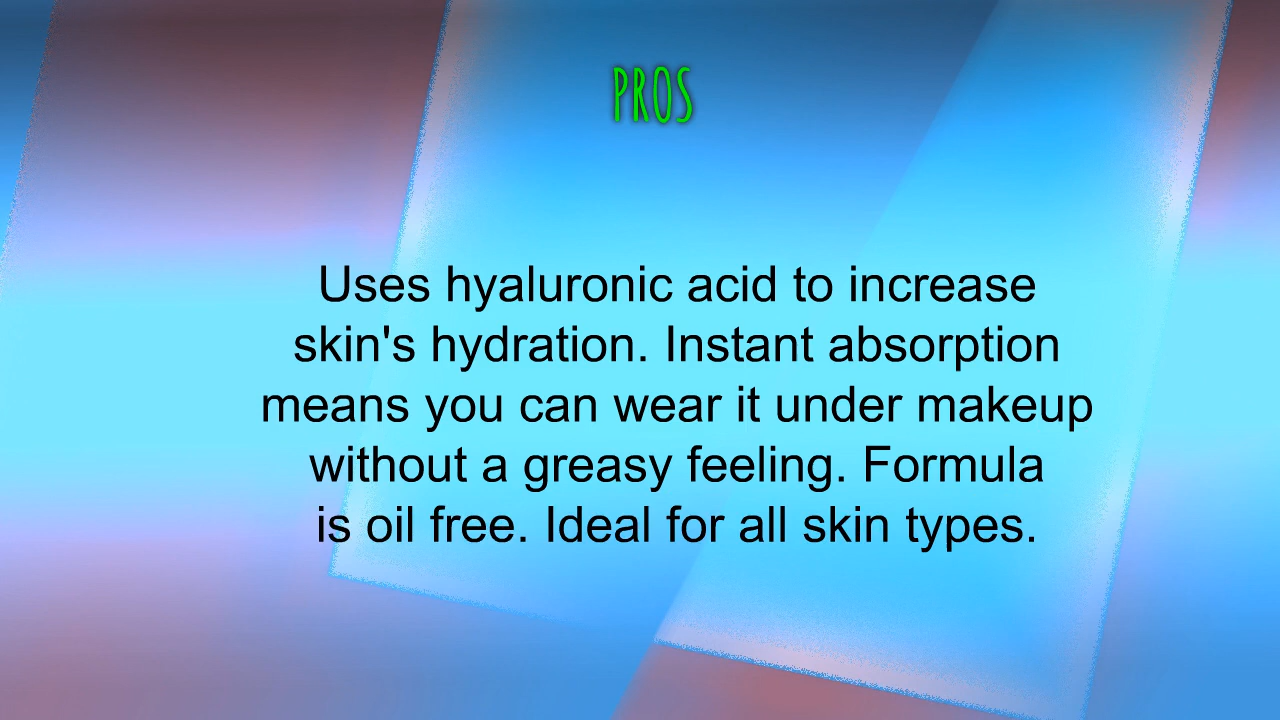 PROS
Uses hyaluronic acid to increase
skin's hydration. Instant absorption
means you can wear it under makeup
without a greasy feeling. Formula
is oil free. Ideal for all skin types.